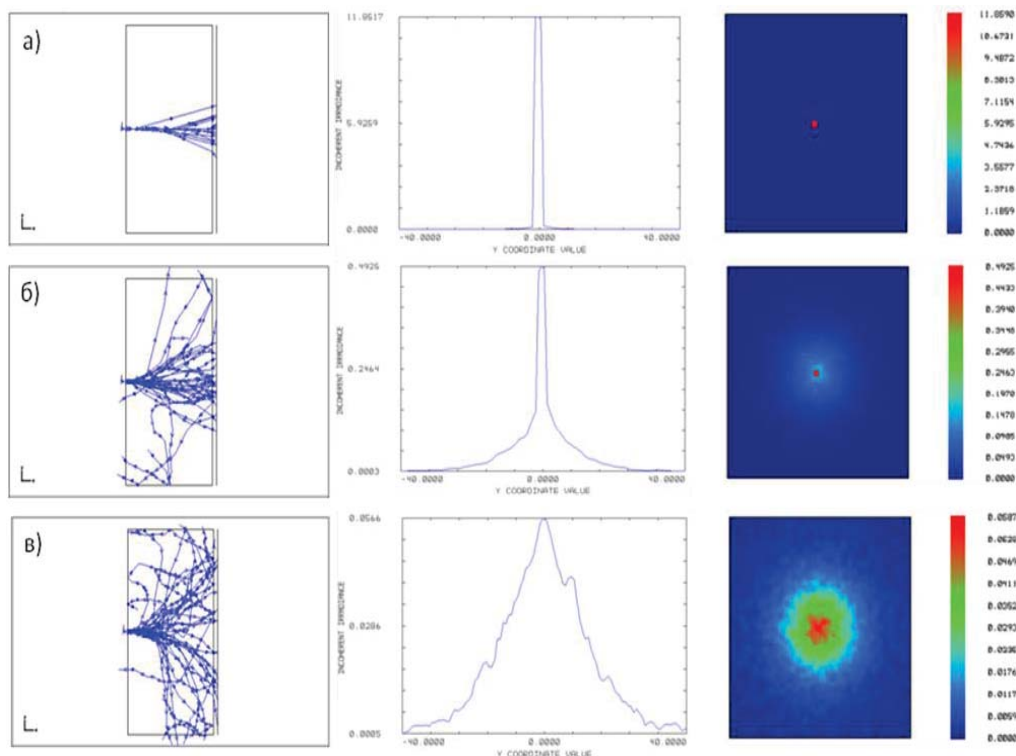 а)
L.
INCOHERENT IRRADIANCE
11.8517
5.9259
0.0000
-40.0000 0.0000 40.0000
Y COORDINATE VALUE
11.8590
10.6731
9.4872
8.3013
7.1154
5.9295
4.7436
3.5577
2.3718
1.1859
0.0000
б)
L.
INCOHERENT IRRADIANCE
0.4925
0.2464
0.0003
-40.0000 0.0000 40.0000
Y COORDINATE VALUE
0.4925
0.4433
0.3940
0.3448
0.2955
0.2463
0.1970
0.1478
0.0985
0.0493
0.0000
в)
L.
INCOHERENT IRRADIANCE
0.0566
0.0286
0.0005
-40.0000 0.0000 40.0000
Y COORDINATE VALUE
0.0587
0.0469
0.0411
0.0352
0.0293
0.0176
0.0117
0.0059
0.0000